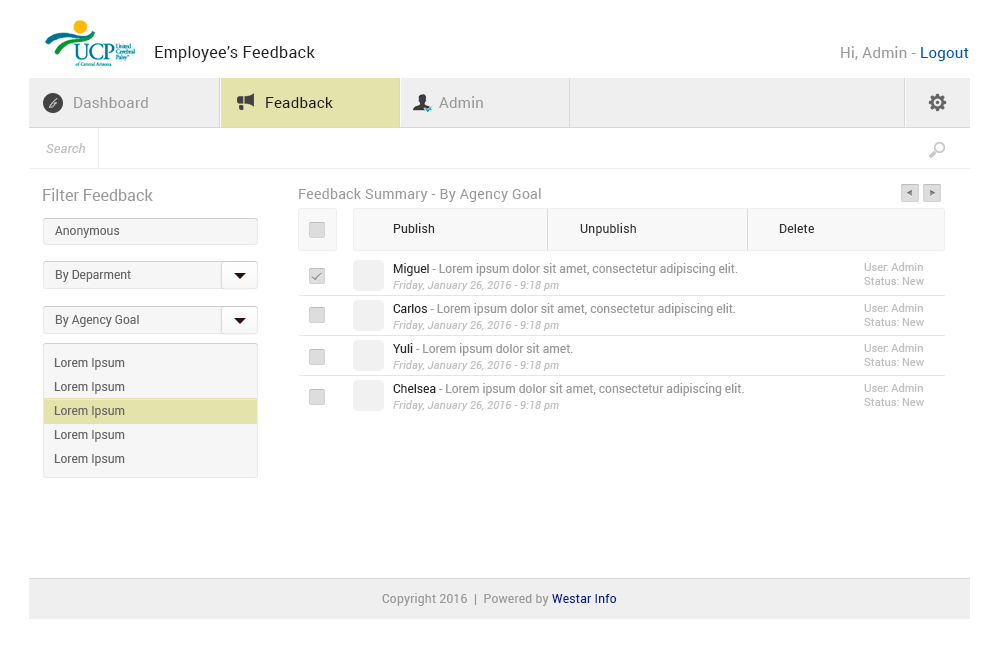 UCP United Cerebral Palsy
of Central Arizona
Employee's Feedback
Hi, Admin - Logout
Dashboard
Feadback
Admin
Search
Filter Feedback
Anonymous
By Deparment
By Agency Goal
Lorem Ipsum
Lorem Ipsum
Lorem Ipsum
Lorem Ipsum
Lorem Ipsum
Feedback Summary - By Agency Goal
Publish
Unpublish
Delete
Miguel - Lorem ipsum dolor sit amet, consectetur adipiscing elit.
Friday, January 26, 2016 - 9:18 pm
User: Admin
Status: New
Carlos - Lorem ipsum dolor sit amet, consectetur adipiscing elit.
Friday, January 26, 2016 - 9:18 pm
User: Admin
Status: New
Yuli - Lorem ipsum dolor sit amet.
Friday, January 26, 2016 - 9:18 pm
User: Admin
Status: New
Chelsea - Lorem ipsum dolor sit amet, consectetur adipiscing elit.
Friday, January 26, 2016 - 9:18 pm
User: Admin
Status: New
Copyright 2016 | Powered by Westar Info